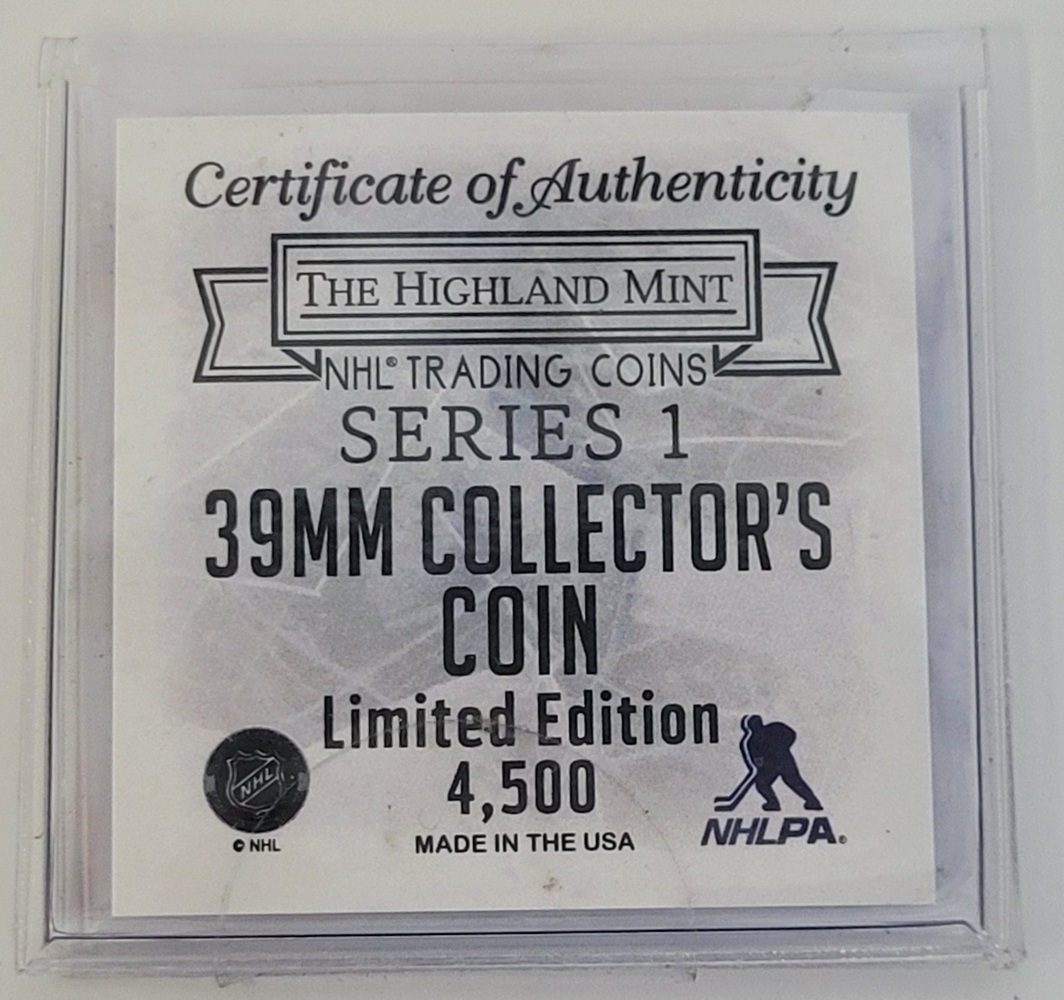 Certificate of Authenticity
THE HIGHLAND MINT
NHL® TRADING COINS
SERIES 1
39MM COLLECTOR'S
COIN
Limited Edition
4,500
MADE IN THE USA
NHL
© NHL
NHLPA.